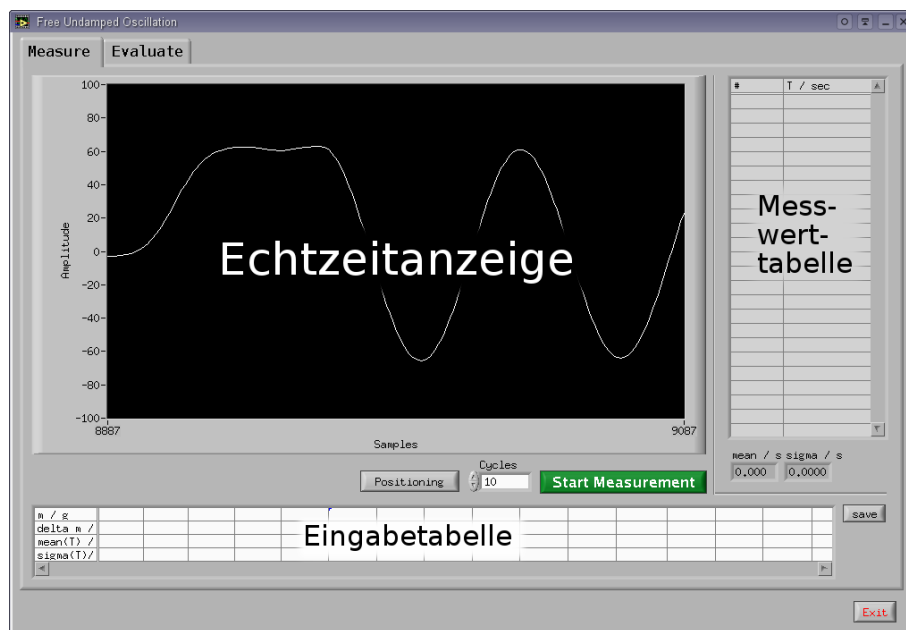 Free Undamped Oscillation
Measure
Evaluate
100
80
60
40
20
0
-20
-40
-60
-80
-100
Amplitude
8887
9087
Samples
Echtzeitanzeige
# T / sec
Mess-
wert-
tabelle
mean / s sigma / s
0.000 0.0000
Positioning
Cycles
10
Start Measurement
m / g
delta m /
mean(T) /
sigma(T)/
Eingabetabelle
save
Exit